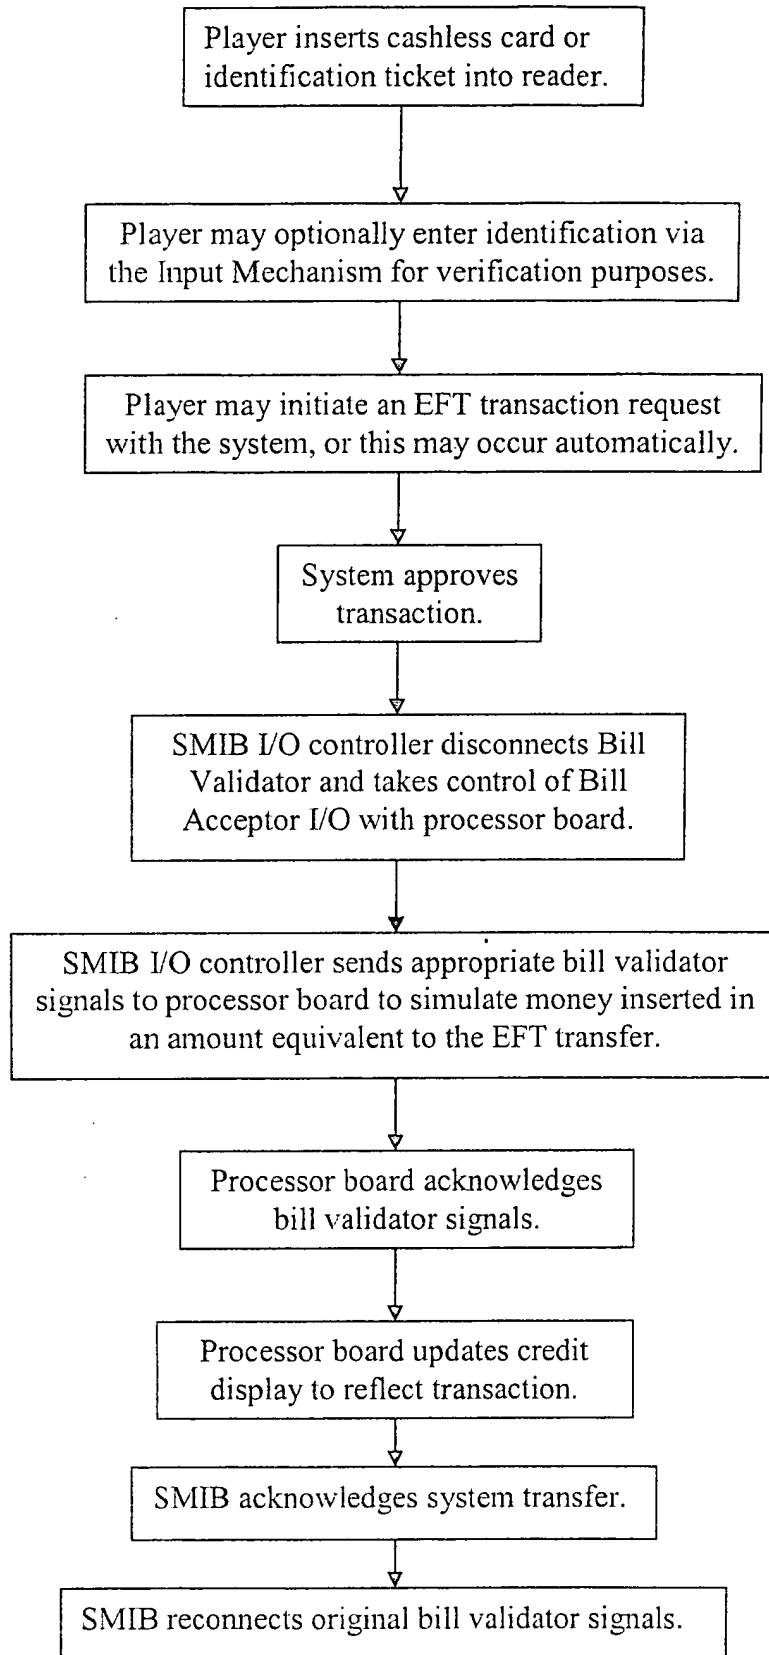 Player inserts cashless card or
identification ticket into reader.
Player may optionally enter identification via
the Input Mechanism for verification purposes.
Player may initiate an EFT transaction request
with the system, or this may occur automatically.
System approves
transaction.
SMIB I/O controller disconnects Bill
Validator and takes control of Bill
Acceptor I/O with processor board.
SMIB I/O controller sends appropriate bill validator
signals to processor board to simulate money inserted in
an amount equivalent to the EFT transfer.
Processor board acknowledges
bill validator signals.
Processor board updates credit
display to reflect transaction.
SMIB acknowledges system transfer.
SMIB reconnects original bill validator signals.